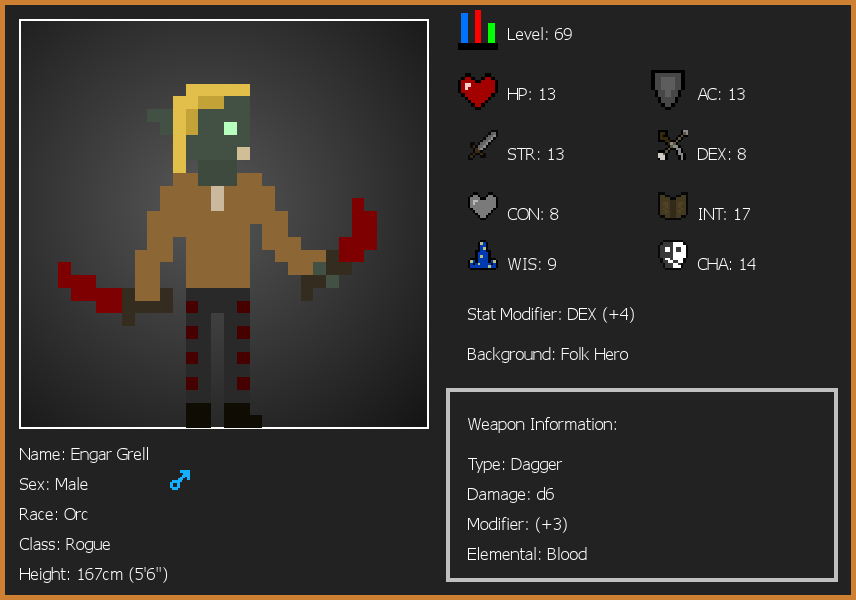 Level: 69
HP: 13
AC: 13
STR: 13
DEX: 8
CON: 8
INT: 17
WIS: 9
CHA: 14
Stat Modifier: DEX (+4)
Background: Folk Hero
Weapon Information:
Type: Dagger
Damage: d6
Modifier: (+3)
Elemental: Blood
Name: Engar Grell
Sex: Male
Race: Orc
Class: Rogue
Height: 167cm (5'6")